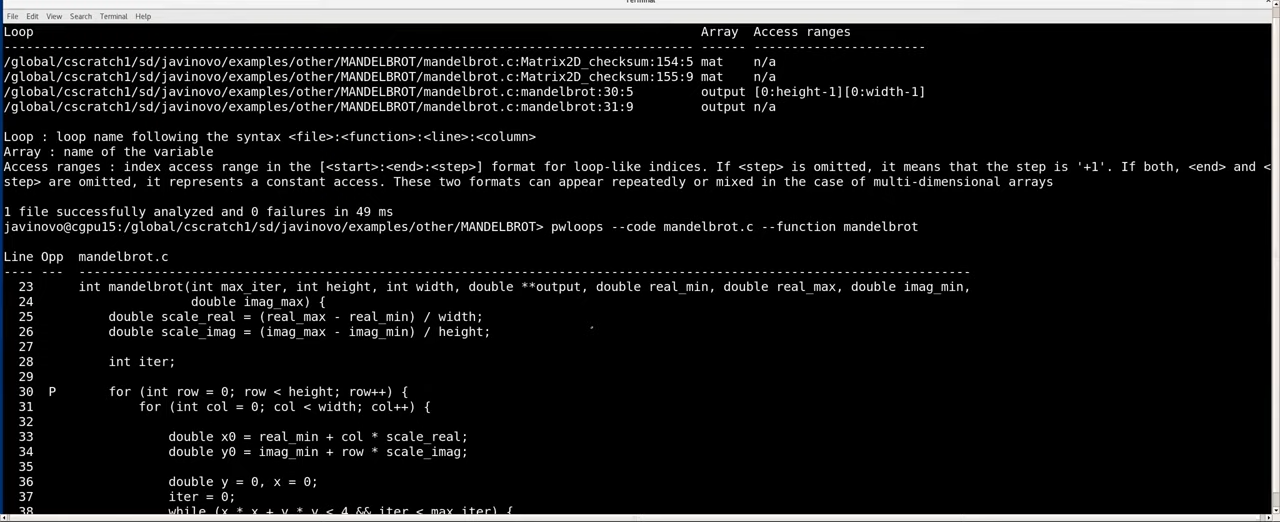 Terminal
File Edit View Search Terminal Help
Loop Array Access ranges
-------------------------------------------------------------------------------------------- ------ -----------------------
/global/cscratch1/sd/javinovo/examples/other/MANDELBROT/mandelbrot.c:Matrix2D_checksum:154:5 mat n/a
/global/cscratch1/sd/javinovo/examples/other/MANDELBROT/mandelbrot.c:Matrix2D_checksum:155:9 mat n/a
/global/cscratch1/sd/javinovo/examples/other/MANDELBROT/mandelbrot.c:mandelbrot:30:5 output [0:height-1][0:width-1]
/global/cscratch1/sd/javinovo/examples/other/MANDELBROT/mandelbrot.c:mandelbrot:31:9 output n/a
Loop : loop name following the syntax <file>:<function>:<line>:<column>
Array : name of the variable
Access ranges : index access range in the [<start>:<end>:<step>] format for loop-like indices. If <step> is omitted, it means that the step is '+1'. If both, <end> and <
step> are omitted, it represents a constant access. These two formats can appear repeatedly or mixed in the case of multi-dimensional arrays
1 file successfully analyzed and 0 failures in 49 ms
javinovo@cgpu15:/global/cscratch1/sd/javinovo/examples/other/MANDELBROT> pwloops --code mandelbrot.c --function mandelbrot
Line Opp mandelbrot.c
---- --- -----------------------------------------------------------------------------------------------------------------------
23 int mandelbrot(int max_iter, int height, int width, double **output, double real_min, double real_max, double imag_min,
24 double imag_max) {
25 double scale_real = (real_max - real_min) / width;
26 double scale_imag = (imag_max - imag_min) / height;
27
28 int iter;
29
30 P for (int row = 0; row < height; row++) {
31 for (int col = 0; col < width; col++) {
32
33 double x0 = real_min + col * scale_real;
34 double y0 = imag_min + row * scale_imag;
35
36 double y = 0, x = 0;
37 iter = 0;
38 while (x * x + y * y < 4 && iter < max_iter) {